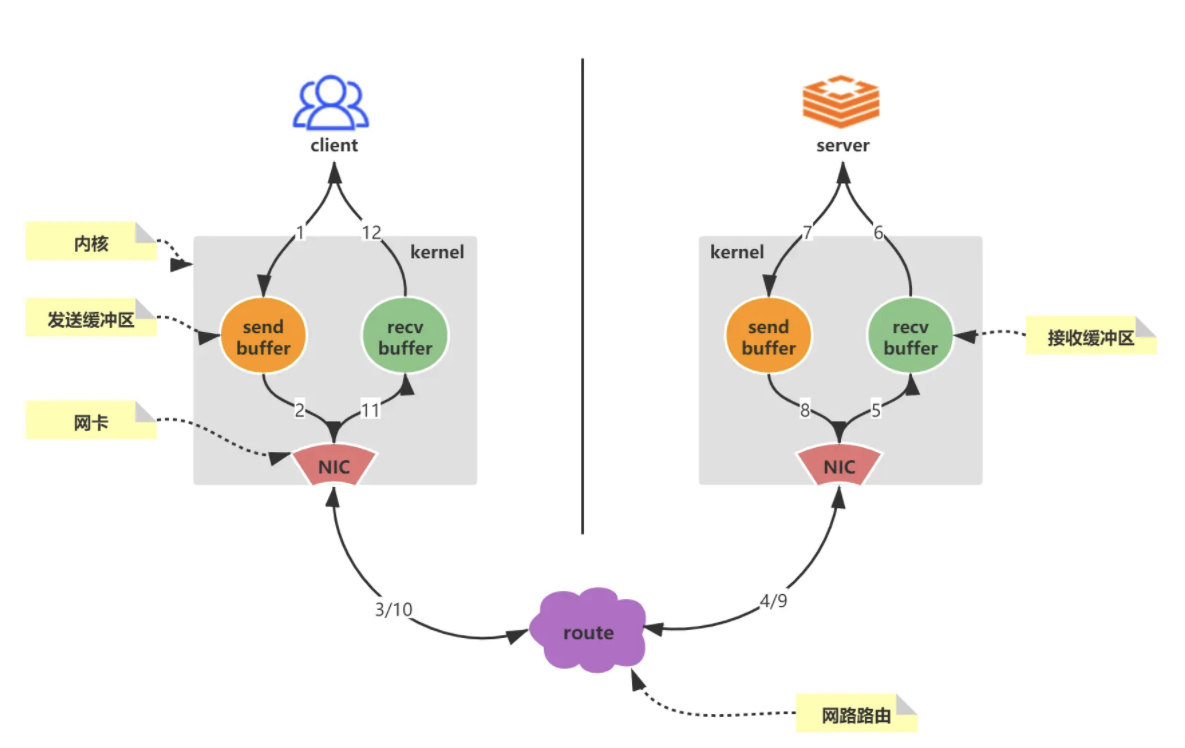 client
server
1
12
7
6
内核
kernel
kernel
发送缓冲区
send
buffer
recv
buffer
send
buffer
recv
buffer
接收缓冲区
2
11
8
5
网卡
NIC
NIC
3/10
4/9
route
网路路由